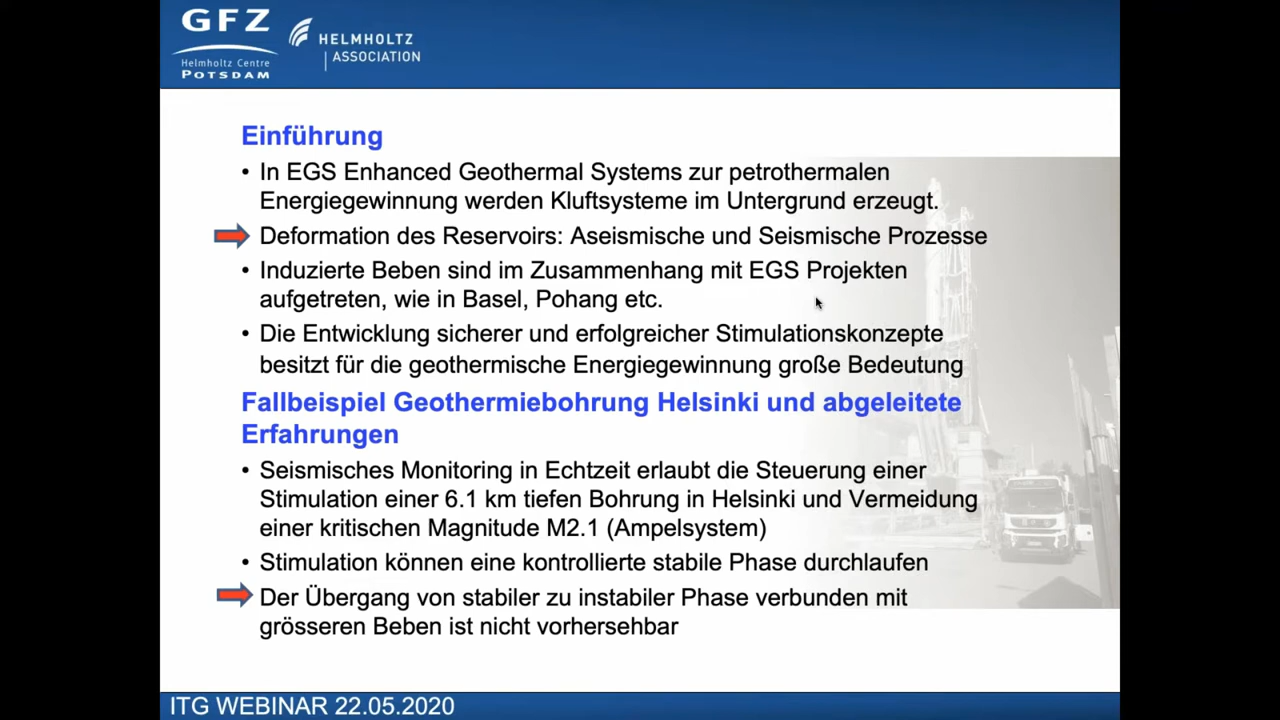 GFZ
Helmholtz Centre
POTSDAM
HELMHOLTZ
ASSOCIATION
Einführung
• In EGS Enhanced Geothermal Systems zur petrothermalen
Energiegewinnung werden Kluftsysteme im Untergrund erzeugt.
Deformation des Reservoirs: Aseismische und Seismische Prozesse
• Induzierte Beben sind im Zusammenhang mit EGS Projekten
aufgetreten, wie in Basel, Pohang etc.
• Die Entwicklung sicherer und erfolgreicher Stimulationskonzepte
besitzt für die geothermische Energiegewinnung große Bedeutung
Fallbeispiel Geothermiebohrung Helsinki und abgeleitete
Erfahrungen
• Seismisches Monitoring in Echtzeit erlaubt die Steuerung einer
Stimulation einer 6.1 km tiefen Bohrung in Helsinki und Vermeidung
einer kritischen Magnitude M2.1 (Ampelsystem)
• Stimulation können eine kontrollierte stabile Phase durchlaufen
Der Übergang von stabiler zu instabiler Phase verbunden mit
grösseren Beben ist nicht vorhersehbar
ITG WEBINAR 22.05.2020